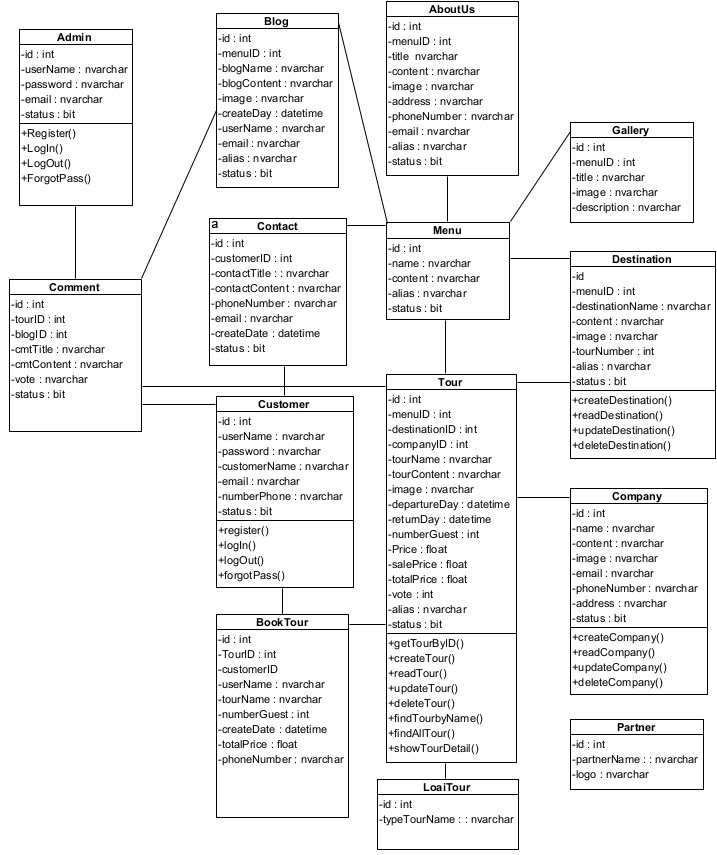 Admin
-id : int
-userName : nvarchar
-password : nvarchar
-email : nvarchar
-status : bit
+Register()
+LogIn()
+LogOut()
+ForgotPass()
Blog
-id : int
-menuID : int
-blogName : nvarchar
-blogContent : nvarchar
-image : nvarchar
-createDay : datetime
-userName : nvarchar
-email : nvarchar
-alias : nvarchar
-status : bit
AboutUs
-id : int
-menuID : int
-title nvarchar
-content : nvarchar
-image : nvarchar
-address : nvarchar
-phoneNumber : nvarchar
-email : nvarchar
-alias : nvarchar
-status : bit
Gallery
-id : int
-menuID : int
-title : nvarchar
-image : nvarchar
-description : nvarchar
a Contact
-id : int
-customerID : int
-contactTitle : : nvarchar
-contactContent : nvarchar
-phoneNumber : nvarchar
-email : nvarchar
-createDate : datetime
-status : bit
Menu
-id : int
-name : nvarchar
-content : nvarchar
-alias : nvarchar
-status : bit
Destination
-id
-menuID : int
-destinationName : nvarchar
-content : nvarchar
-image : nvarchar
-tourNumber : int
-alias : nvarchar
-status : bit
+createDestination()
+readDestination()
+updateDestination()
+deleteDestination()
Comment
-id : int
-tourID : int
-blogID : int
-cmtTitle : nvarchar
-cmtContent : nvarchar
-vote : nvarchar
-status : bit
Customer
-id : int
-userName : nvarchar
-password : nvarchar
-customerName : nvarchar
-email : nvarchar
-numberPhone : nvarchar
-status : bit
+register()
+logIn()
+logOut()
+forgotPass()
Tour
-id : int
-menuID : int
-destinationID : int
-companyID : int
-tourName : nvarchar
-tourContent : nvarchar
-image : nvarchar
-departureDay : datetime
-returnDay : datetime
-numberGuest : int
-Price : float
-salePrice : float
-totalPrice : float
-vote : int
-alias : nvarchar
-status : bit
+getTourByID()
+createTour()
+readTour()
+updateTour()
+deleteTour()
+findTourbyName()
+findAllTour()
+showTourDetail()
Company
-id : int
-name : nvarchar
-content : nvarchar
-image : nvarchar
-email : nvarchar
-phoneNumber : nvarchar
-address : nvarchar
-status : bit
+createCompany()
+readCompany()
+updateCompany()
+deleteCompany()
BookTour
-id : int
-TourID : int
-customerID
-userName : nvarchar
-tourName : nvarchar
-numberGuest : int
-createDate : datetime
-totalPrice : float
-phoneNumber : nvarchar
Partner
-id : int
-partnerName : : nvarchar
-logo : nvarchar
LoaiTour
-id : int
-typeTourName : : nvarchar